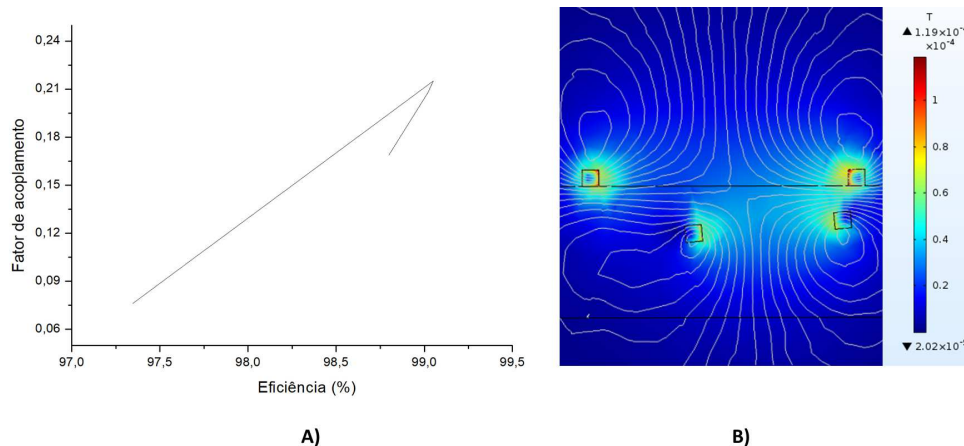 0,24
0,21
0,18
0,15
0,12
0,09
0,06
Fator de acoplamento
97,0 97,5 98,0 98,5 99,0 99,5
Eficiência (%)
A)
T
▲ 1.19×10⁻⁴
×10⁻⁴
1
0.8
0.6
0.4
0.2
▼ 2.02×10⁻⁸
B)